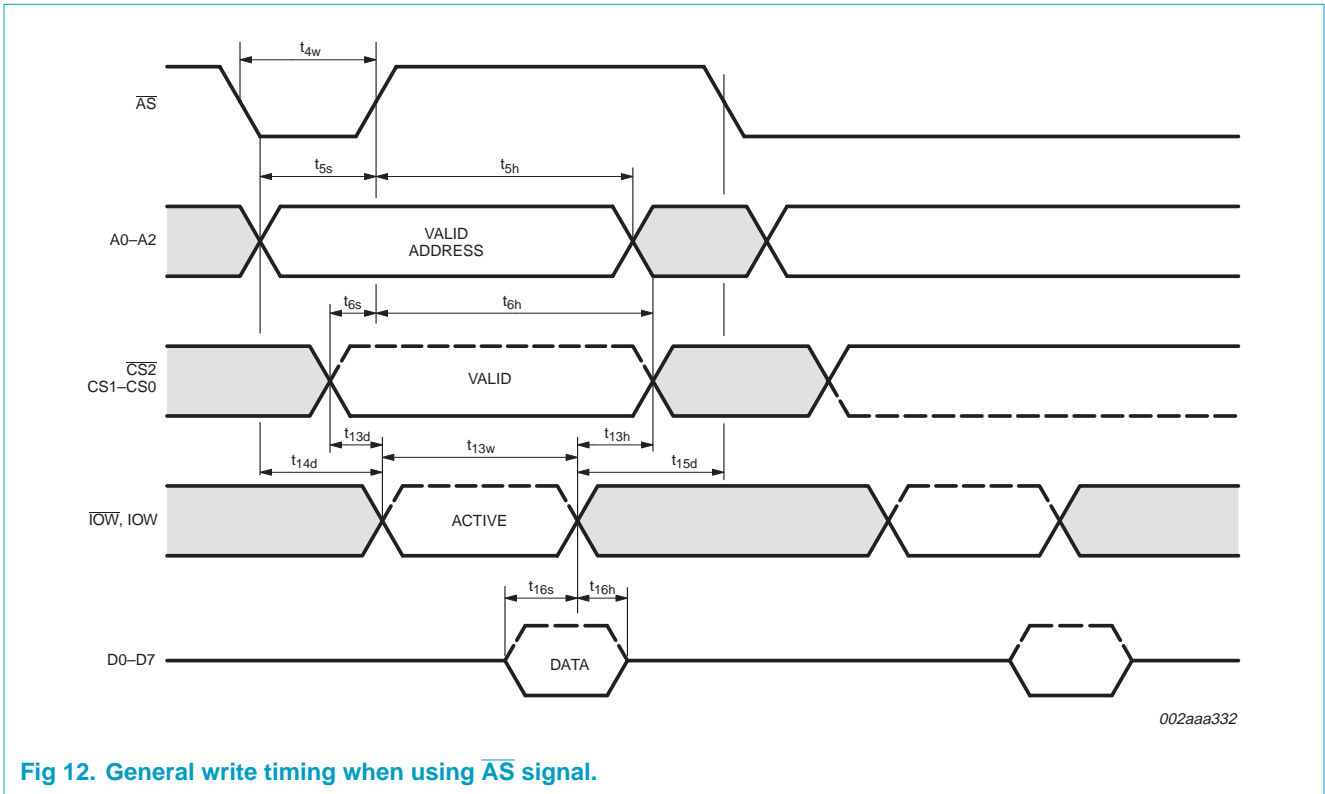 t4w
AS
t5s
t5h
A0–A2
VALID
ADDRESS
t6s
t6h
CS2
CS1–CS0
VALID
t13d
t13w
t13h
t14d
t15d
IOW, IOW
ACTIVE
t16s
t16h
D0–D7
DATA
002aaa332
Fig 12. General write timing when using AS signal.